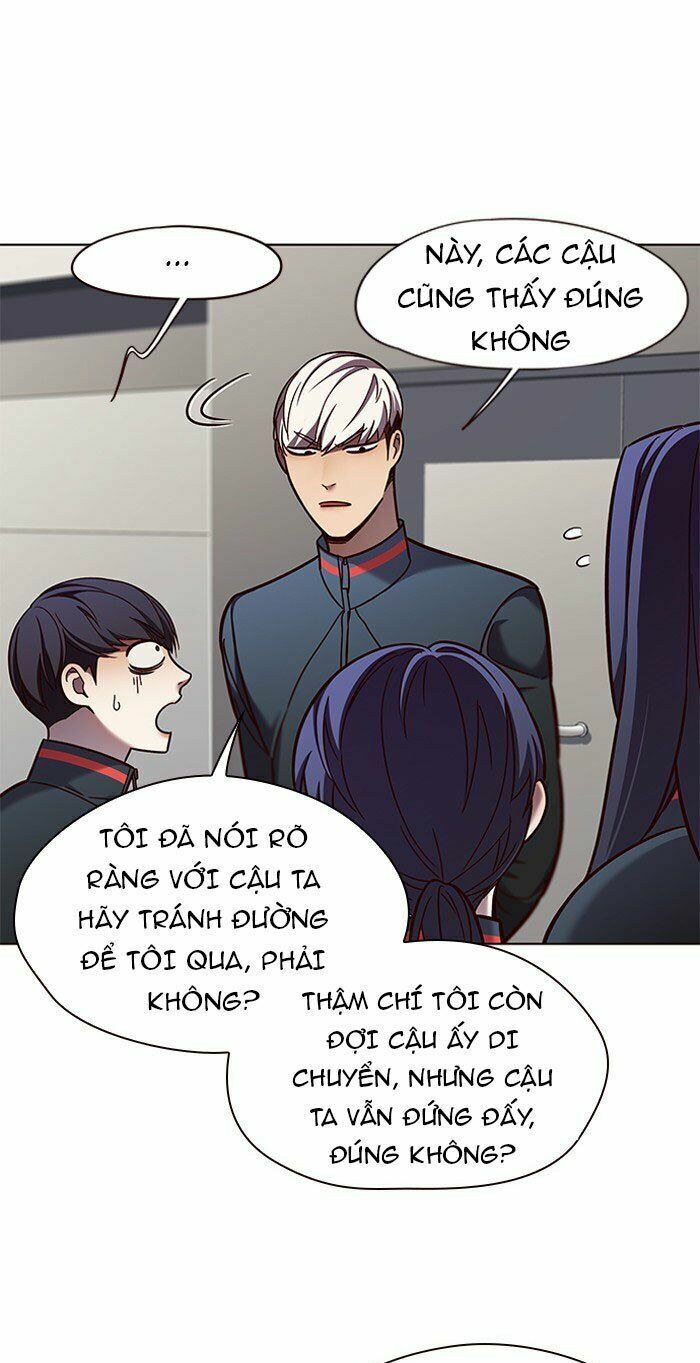 ...
NÀY, CÁC CẬU
CŨNG THẤY ĐÚNG
KHÔNG
TÔI ĐÃ NÓI RÕ
RÀNG VỚI CẬU TA
HÃY TRÁNH ĐƯỜNG
ĐỂ TÔI QUA, PHẢI
KHÔNG?
THẬM CHÍ TÔI CÒN
ĐỢI CẬU ẤY DI
CHUYỂN, NHƯNG CẬU
TA VẪN ĐỨNG ĐẤY,
ĐÚNG KHÔNG?